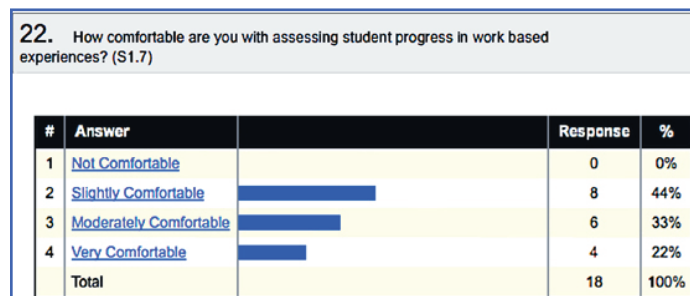 22. How comfortable are you with assessing student progress in work based
experiences? (S1.7)
# Answer Response %
1 Not Comfortable 0 0%
2 Slightly Comfortable 8 44%
3 Moderately Comfortable 6 33%
4 Very Comfortable 4 22%
Total 18 100%